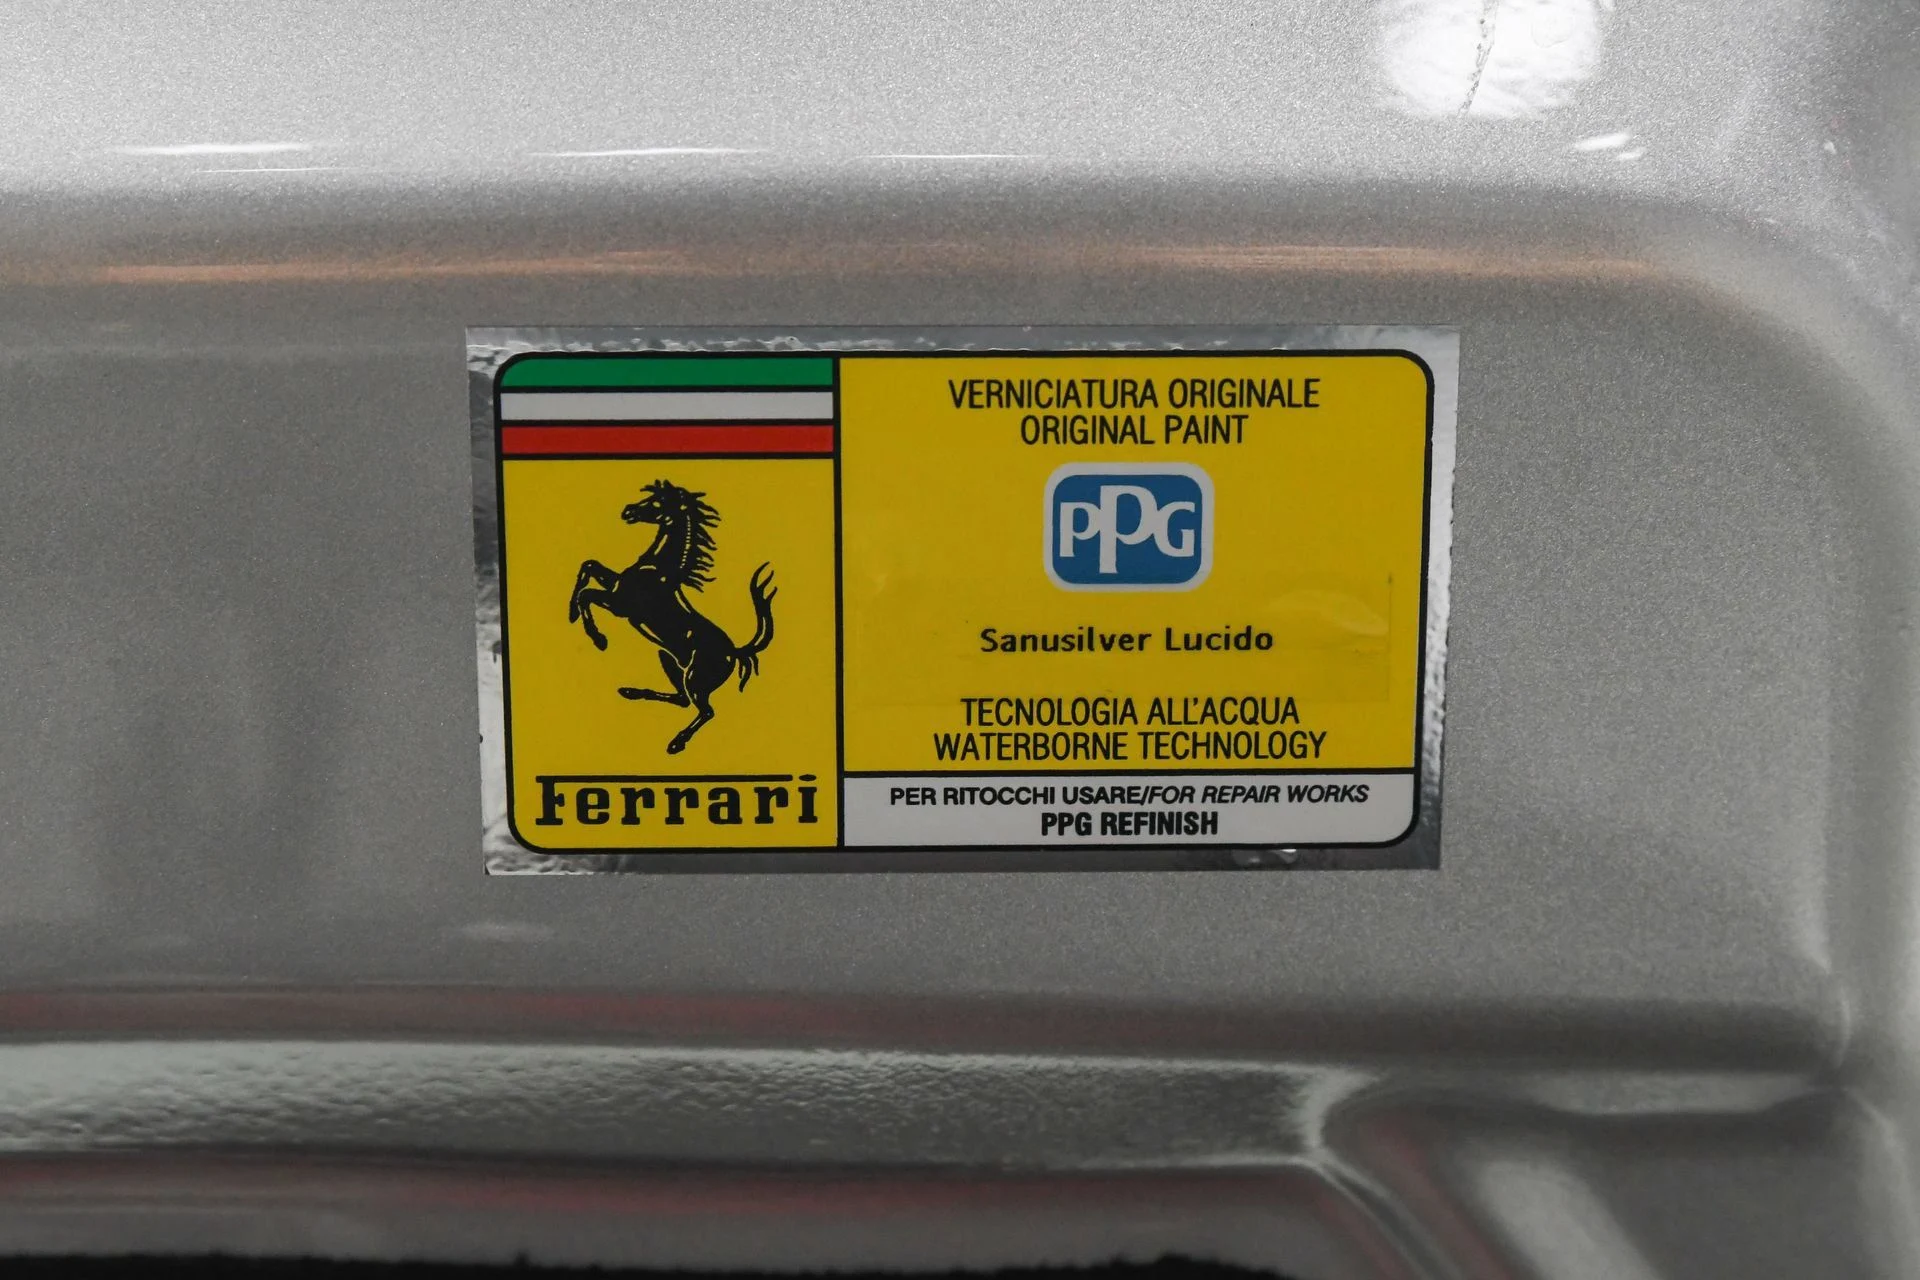 Ferrari
VERNICIATURA ORIGINALE
ORIGINAL PAINT
PPG
Sanusilver Lucido
TECNOLOGIA ALL'ACQUA
WATERBORNE TECHNOLOGY
PER RITOCCHI USARE/FOR REPAIR WORKS
PPG REFINISH